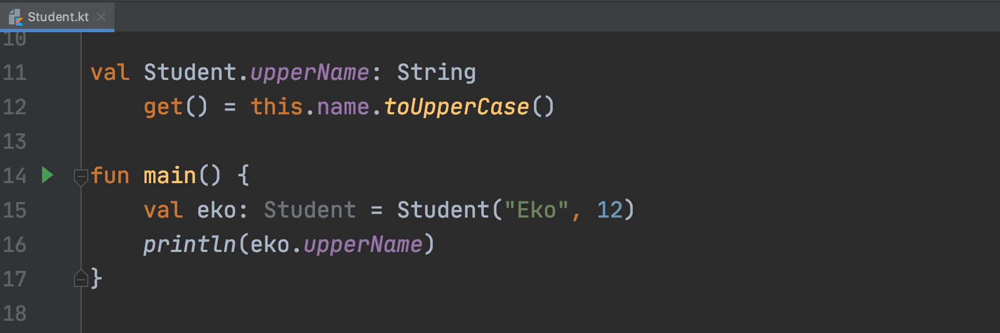 Student.kt
10
11 val Student.upperName: String
12 get() = this.name.toUpperCase()
13
14 fun main() {
15 val eko: Student = Student("Eko", 12)
16 println(eko.upperName)
17 }
18